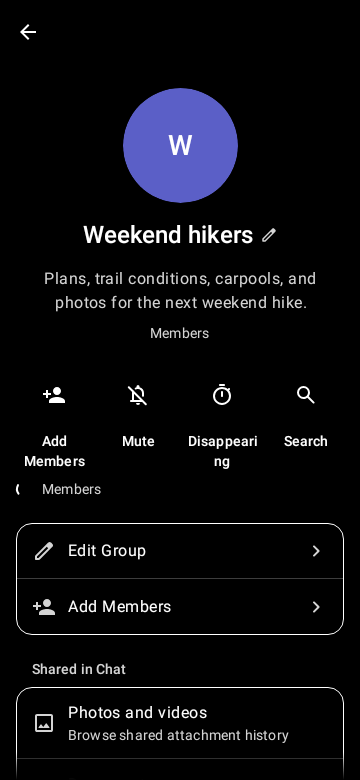 W
Weekend hikers
Plans, trail conditions, carpools, and
photos for the next weekend hike.
Members
Add
Members
Mute
Disappeari
ng
Search
Members
Edit Group
Add Members
Shared in Chat
Photos and videos
Browse shared attachment history